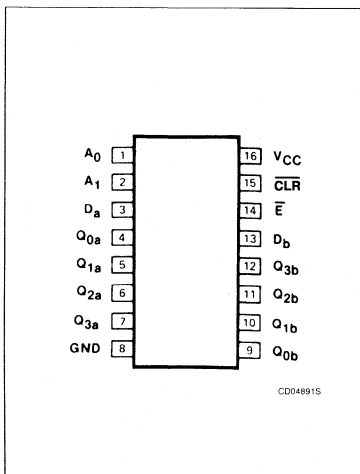 A0 1 16 VCC
A1 2 15 CLR
Da 3 14 E
Q0a 4 13 Db
Q1a 5 12 Q3b
Q2a 6 11 Q2b
Q3a 7 10 Q1b
GND 8 9 Q0b
CD04891S